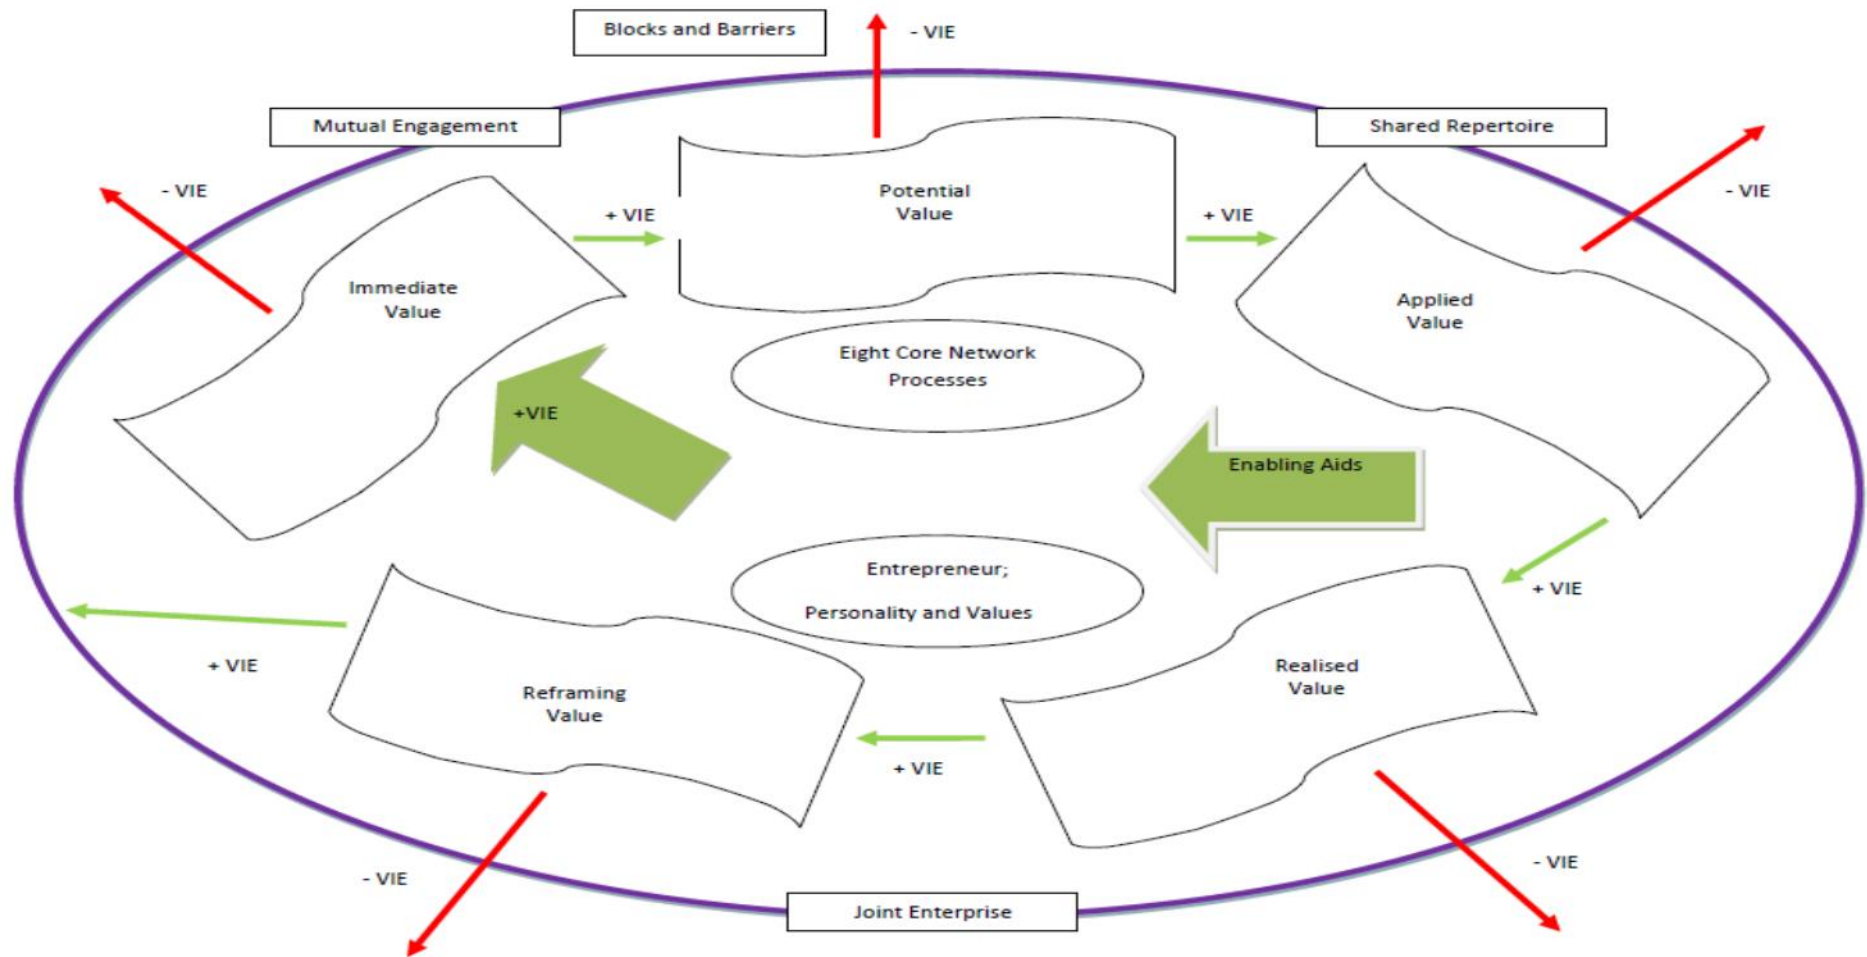 Blocks and Barriers
- VIE
Mutual Engagement
Shared Repertoire
- VIE
- VIE
Potential
Value
+ VIE
+ VIE
Immediate
Value
Applied
Value
Eight Core Network
Processes
+VIE
Enabling Aids
Entrepreneur;
Personality and Values
+ VIE
+ VIE
Realised
Value
Reframing
Value
+ VIE
- VIE
- VIE
Joint Enterprise